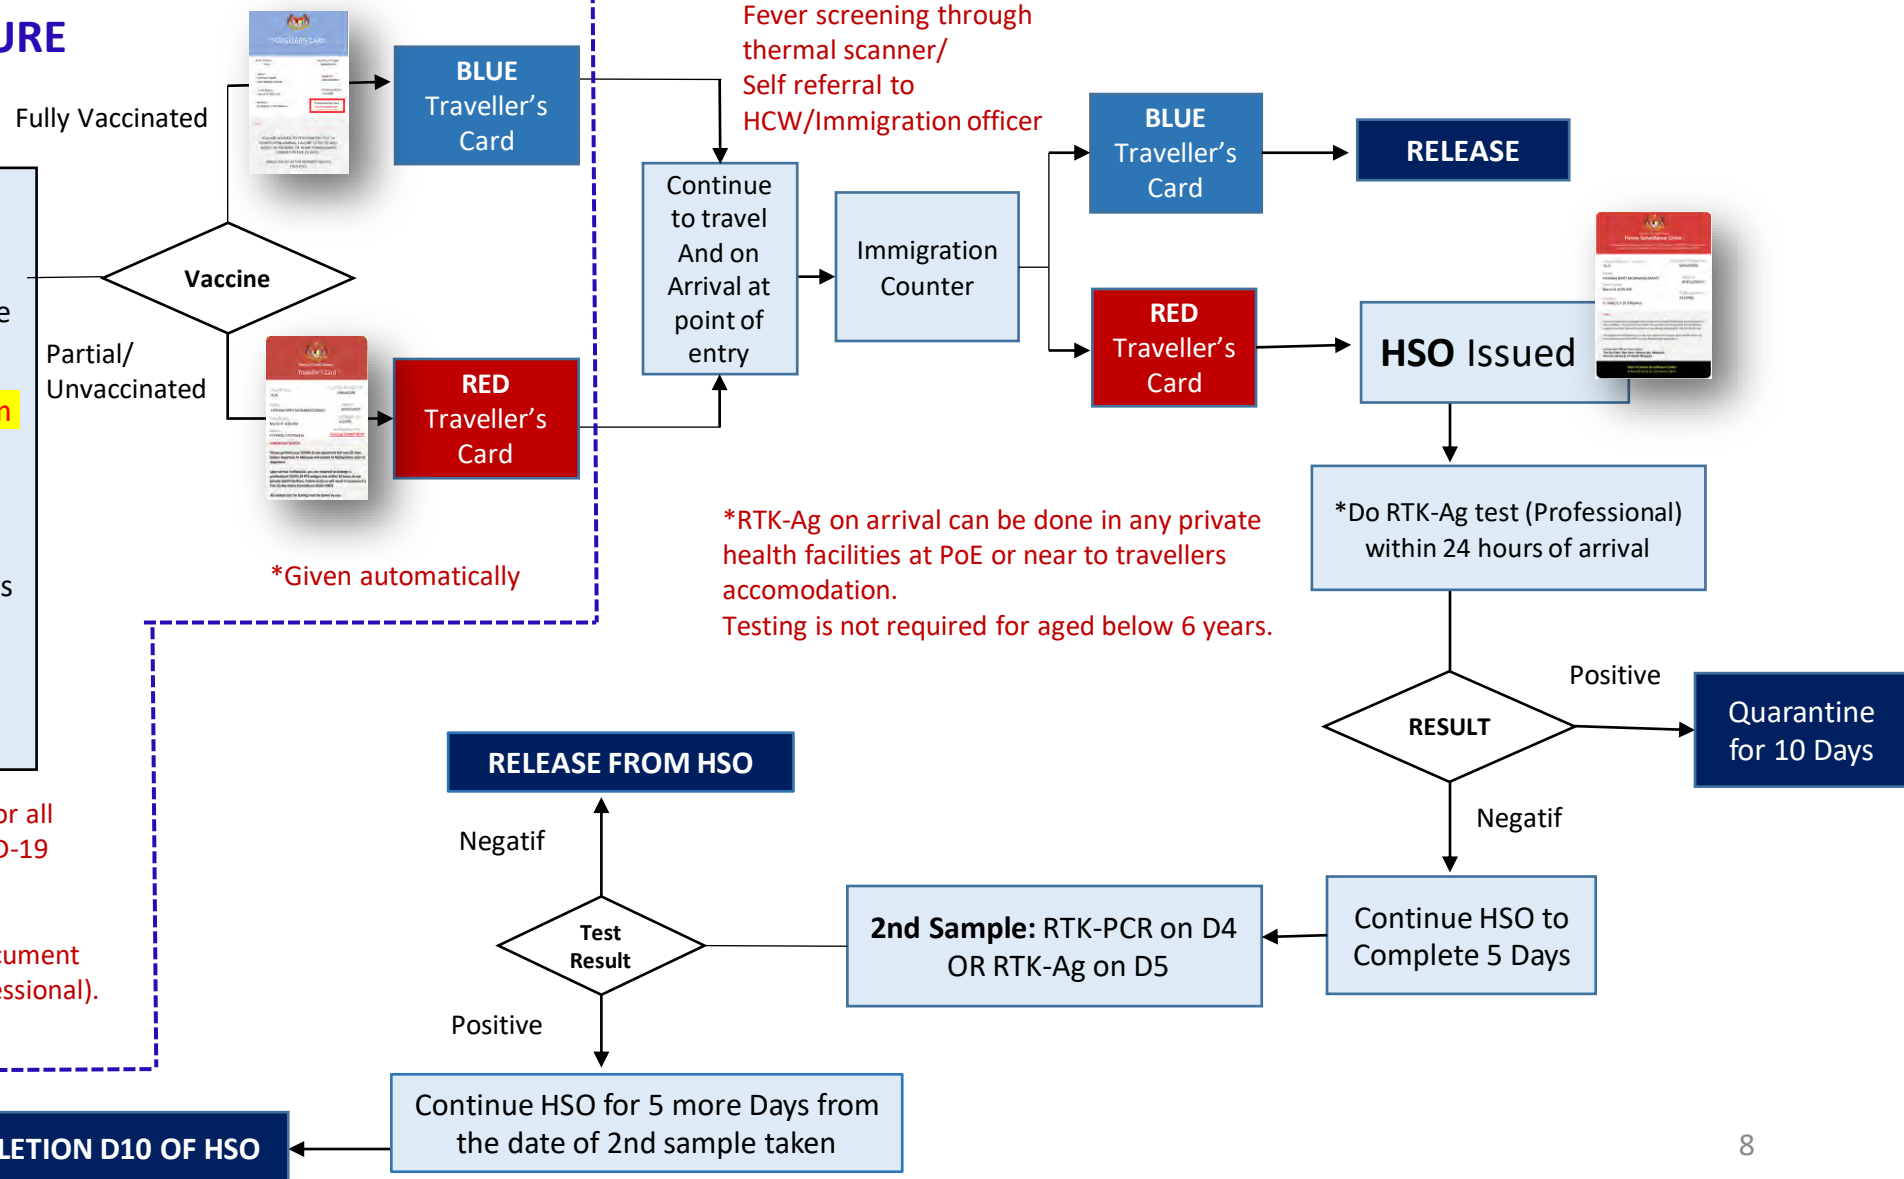 Fully Vaccinated
BLUE
Traveller's
Card
Vaccine
Partial/
Unvaccinated
RED
Traveller's
Card
*Given automatically
Fever screening through
thermal scanner/
Self referral to
HCW/Immigration officer
Continue
to travel
And on
Arrival at
point of
entry
Immigration
Counter
BLUE
Traveller's
Card
RELEASE
RED
Traveller's
Card
HSO Issued
*RTK-Ag on arrival can be done in any private
health facilities at PoE or near to travellers
accomodation.
Testing is not required for aged below 6 years.
*Do RTK-Ag test (Professional)
within 24 hours of arrival
RESULT
Positive
Quarantine
for 10 Days
Negatif
Continue HSO to
Complete 5 Days
2nd Sample: RTK-PCR on D4
OR RTK-Ag on D5
Test
Result
Negatif
RELEASE FROM HSO
Positive
Continue HSO for 5 more Days from
the date of 2nd sample taken
LETION D10 OF HSO
URE
or all
D-19
cument
essional).
8